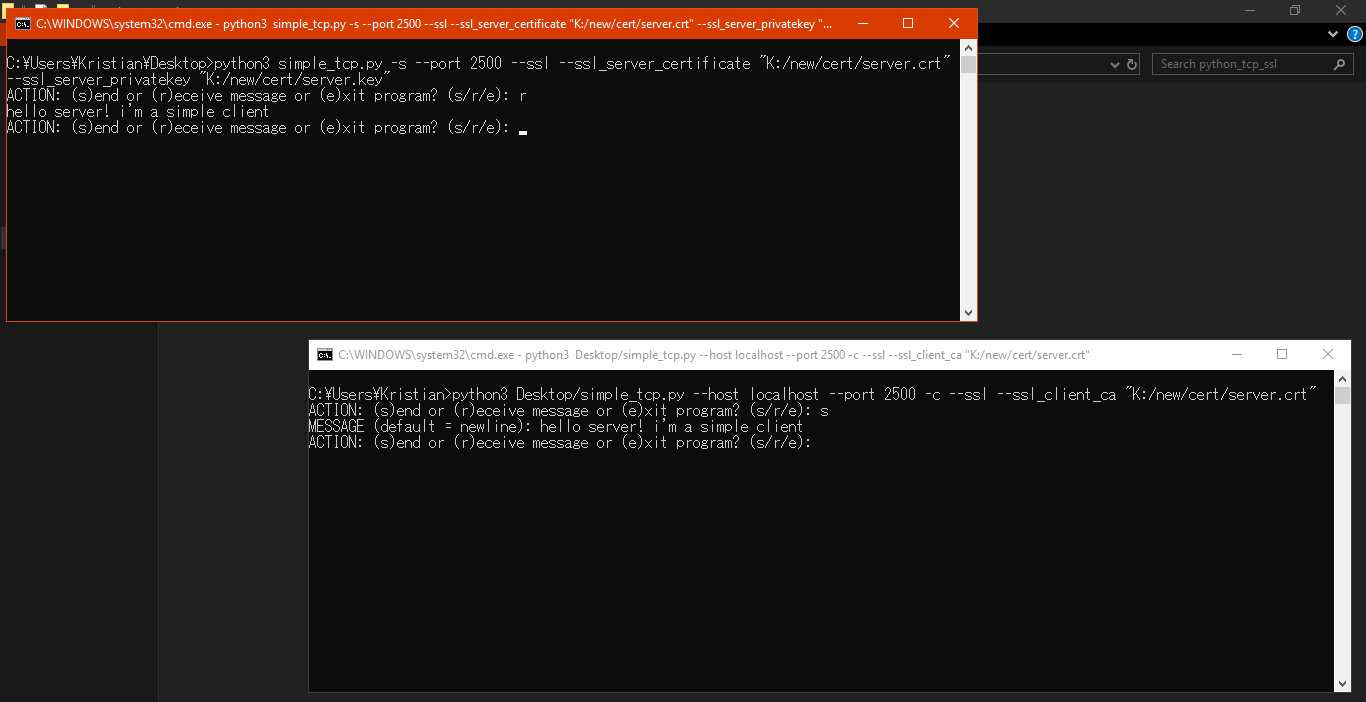 C:\WINDOWS\system32\cmd.exe - python3  simple_tcp.py -s --port 2500 --ssl --ssl_server_certificate "K:/new/cert/server.crt" --ssl_server_privatekey "...
C:¥Users¥Kristian¥Desktop>python3 simple_tcp.py -s --port 2500 --ssl --ssl_server_certificate "K:/new/cert/server.crt"
--ssl_server_privatekey "K:/new/cert/server.key"
ACTION: (s)end or (r)eceive message or (e)xit program? (s/r/e): r
hello server! i'm a simple client
ACTION: (s)end or (r)eceive message or (e)xit program? (s/r/e):
Search python_tcp_ssl
C:\WINDOWS\system32\cmd.exe - python3  Desktop/simple_tcp.py --host localhost --port 2500 -c --ssl --ssl_client_ca "K:/new/cert/server.crt"
C:¥Users¥Kristian>python3 Desktop/simple_tcp.py --host localhost --port 2500 -c --ssl --ssl_client_ca "K:/new/cert/server.crt"
ACTION: (s)end or (r)eceive message or (e)xit program? (s/r/e): s
MESSAGE (default = newline): hello server! i'm a simple client
ACTION: (s)end or (r)eceive message or (e)xit program? (s/r/e):